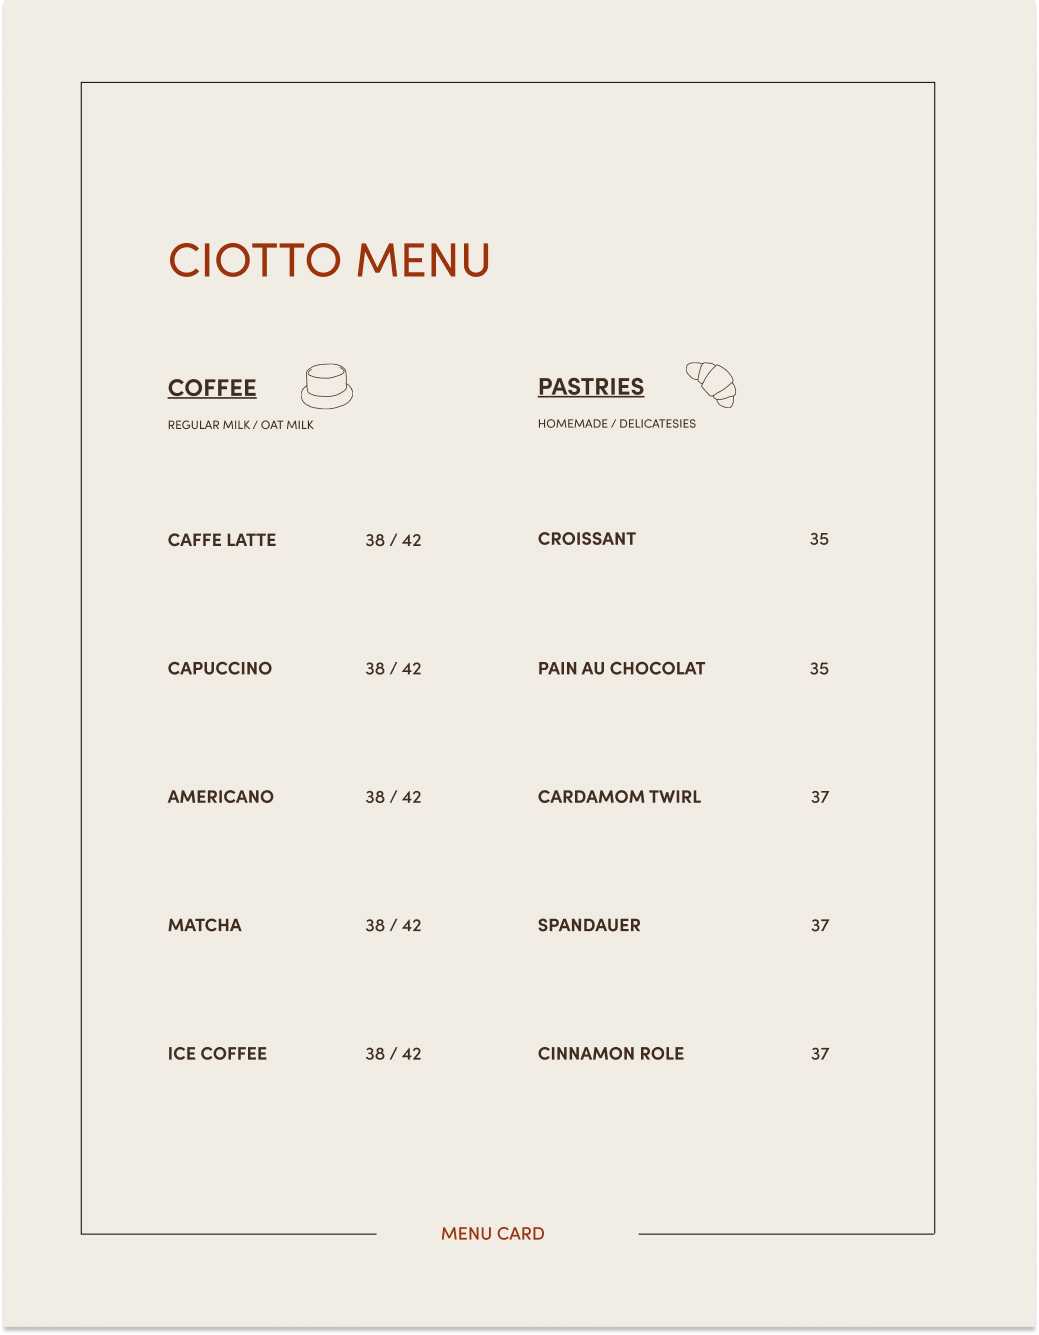 CIOTTO MENU
COFFEE
REGULAR MILK / OAT MILK
CAFFE LATTE 38 / 42
CAPUCCINO 38 / 42
AMERICANO 38 / 42
MATCHA 38 / 42
ICE COFFEE 38 / 42
PASTRIES
HOMEMADE / DELICATESIES
CROISSANT 35
PAIN AU CHOCOLAT 35
CARDAMOM TWIRL 37
SPANDAUER 37
CINNAMON ROLE 37
MENU CARD